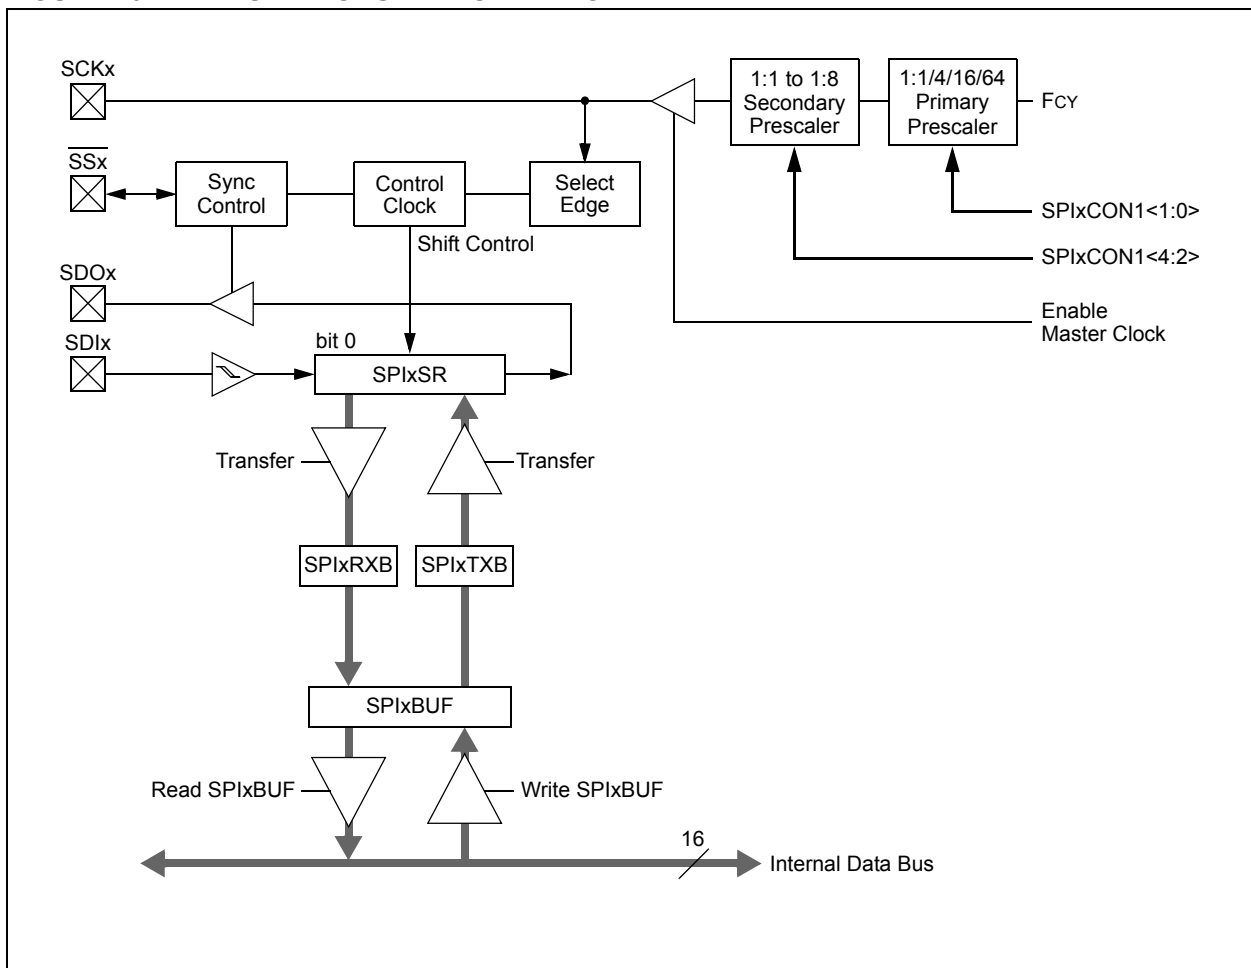 SCKx
1:1 to 1:8
Secondary
Prescaler
1:1/4/16/64
Primary
Prescaler
FCY
SSx
Sync
Control
Control
Clock
Select
Edge
SPIxCON1<1:0>
Shift Control
SPIxCON1<4:2>
SDOx
Enable
Master Clock
SDIx
bit 0
SPIxSR
Transfer
Transfer
SPIxRXB
SPIxTXB
SPIxBUF
Read SPIxBUF
Write SPIxBUF
16
Internal Data Bus